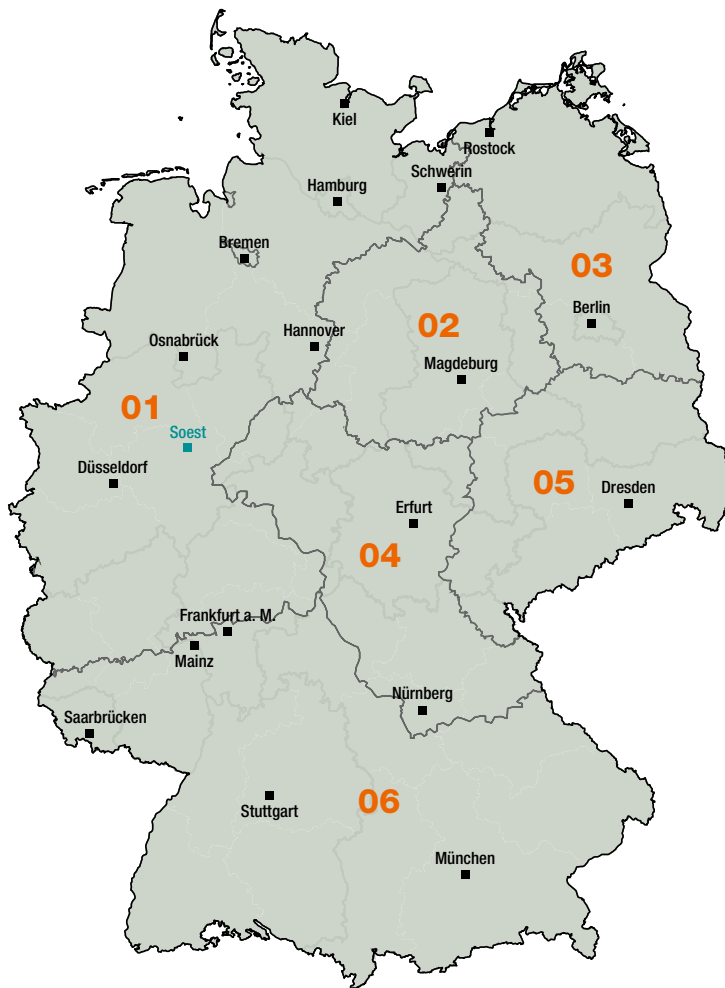 Kiel
Rostock
Schwerin
Hamburg
Bremen
03
Berlin
02
Hannover
Osnabrück
Magdeburg
01
Soest
Düsseldorf
05
Dresden
Erfurt
04
Frankfurt a. M.
Mainz
Nürnberg
Saarbrücken
06
Stuttgart
München